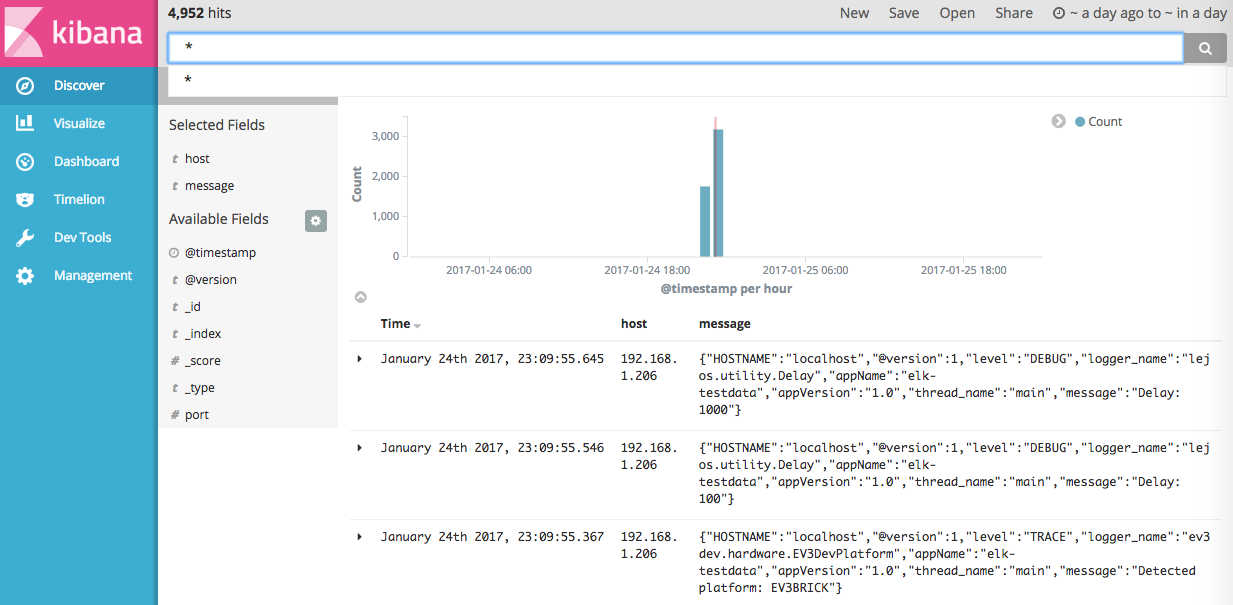 kibana
Discover
Visualize
Dashboard
Timelion
Dev Tools
Management
4,952 hits
New Save Open Share ~ a day ago to ~ in a day
*
*
Selected Fields
t host
t message
Available Fields
@timestamp
t @version
t _id
t _index
# _score
t _type
# port
Count
3,000
2,000
1,000
0
2017-01-24 06:00 2017-01-24 18:00 2017-01-25 06:00 2017-01-25 18:00
@timestamp per hour
Count
Time host message
January 24th 2017, 23:09:55.645 192.168. {"HOSTNAME":"localhost","@version":1,"level":"DEBUG","logger_name":"lej
1.206 os.utility.Delay","appName":"elk-
testdata","appVersion":"1.0","thread_name":"main","message":"Delay:
1000"}
January 24th 2017, 23:09:55.546 192.168. {"HOSTNAME":"localhost","@version":1,"level":"DEBUG","logger_name":"lej
1.206 os.utility.Delay","appName":"elk-
testdata","appVersion":"1.0","thread_name":"main","message":"Delay:
100"}
January 24th 2017, 23:09:55.367 192.168. {"HOSTNAME":"localhost","@version":1,"level":"TRACE","logger_name":"ev3
1.206 dev.hardware.EV3DevPlatform","appName":"elk-
testdata","appVersion":"1.0","thread_name":"main","message":"Detected
platform: EV3BRICK"}